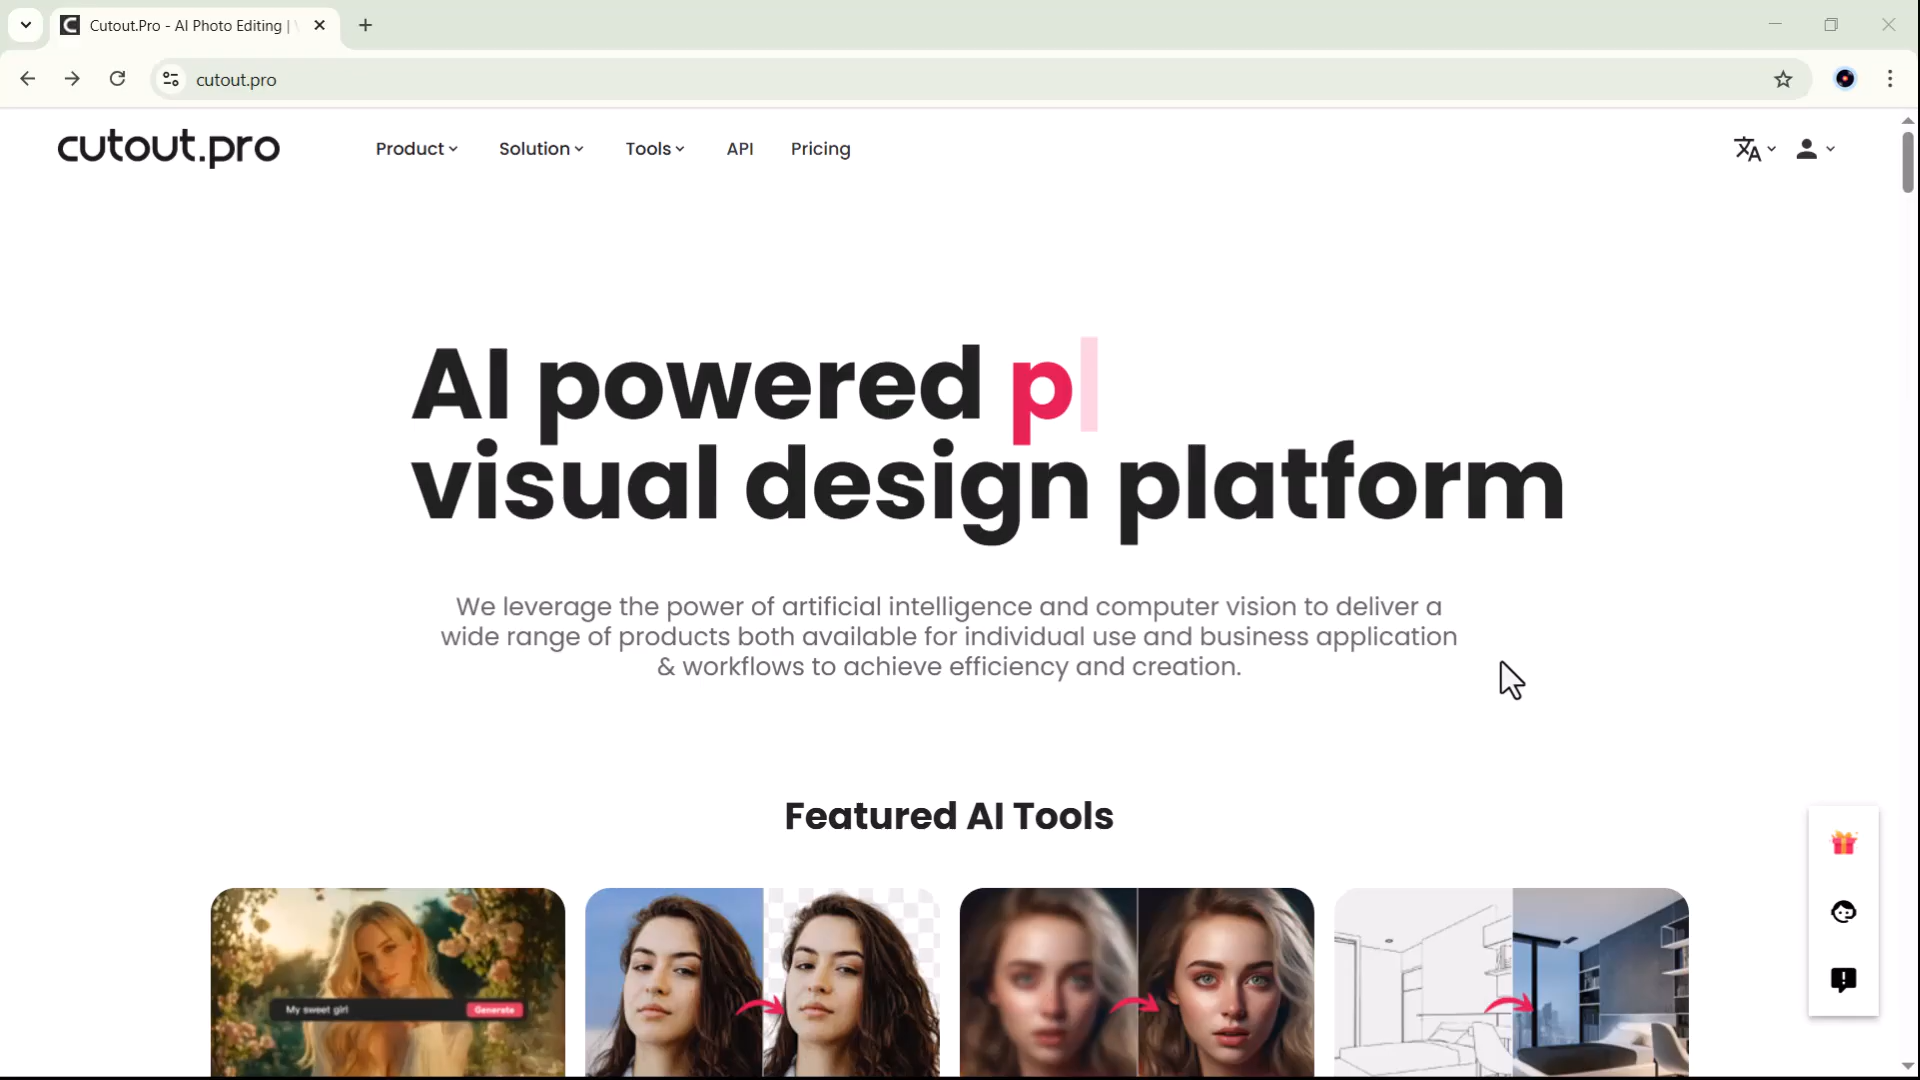 Cutout.Pro - AI Photo Editing |
cutout.pro
cutout.pro
Product
Solution
Tools
API
Pricing
AI powered p
visual design platform
We leverage the power of artificial intelligence and computer vision to deliver a
wide range of products both available for individual use and business application
& workflows to achieve efficiency and creation.
Featured AI Tools
My sweet girl
Generate